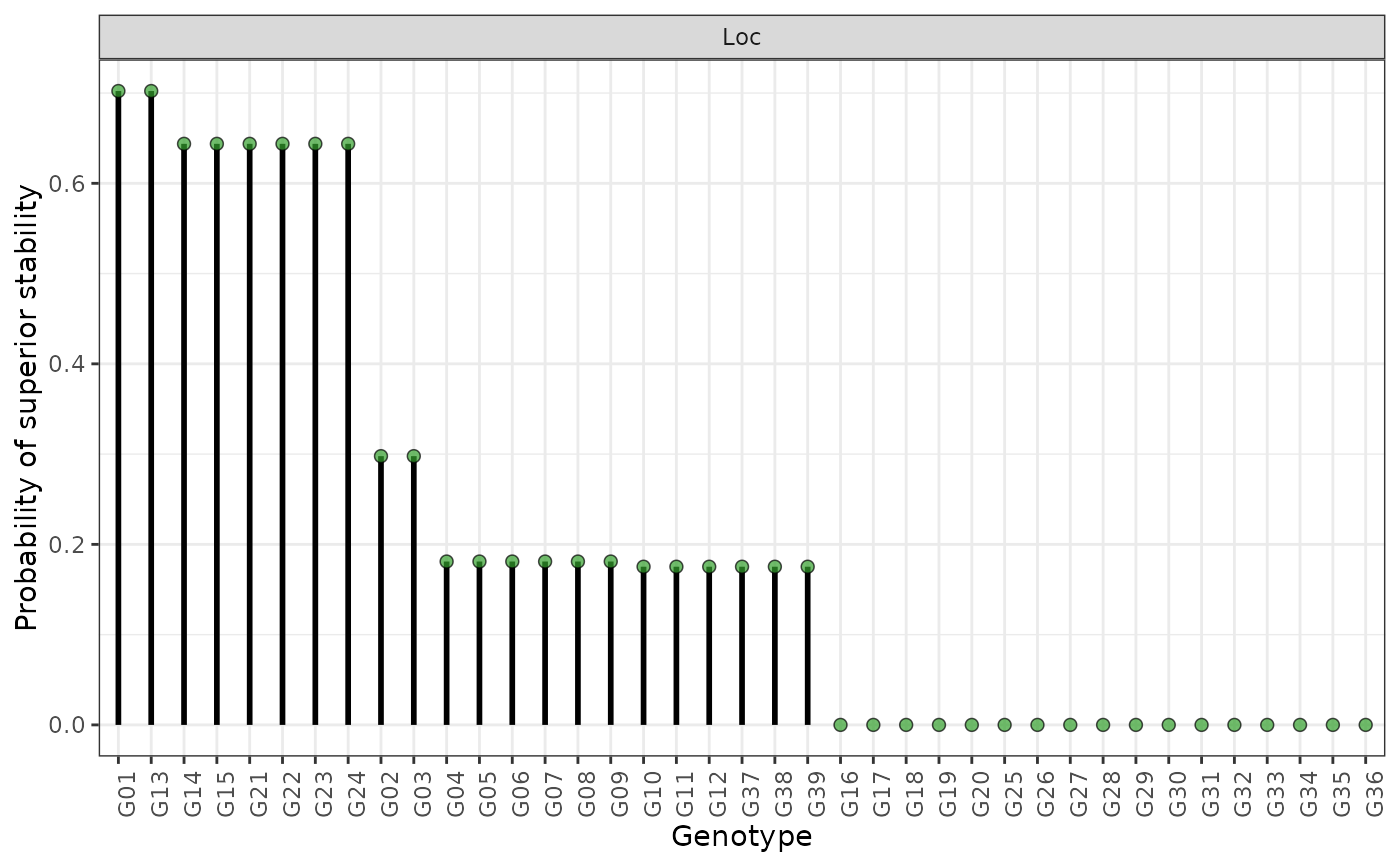 Loc
Probability of superior stability
0.6
0.4
0.2
0.0
G01 G13 G14 G15 G21 G22 G23 G24 G02 G03 G04 G05 G06 G07 G08 G09 G10 G11 G12 G37 G38 G39 G16 G17 G18 G19 G20 G25 G26 G27 G28 G29 G30 G31 G32 G33 G34 G35 G36
Genotype